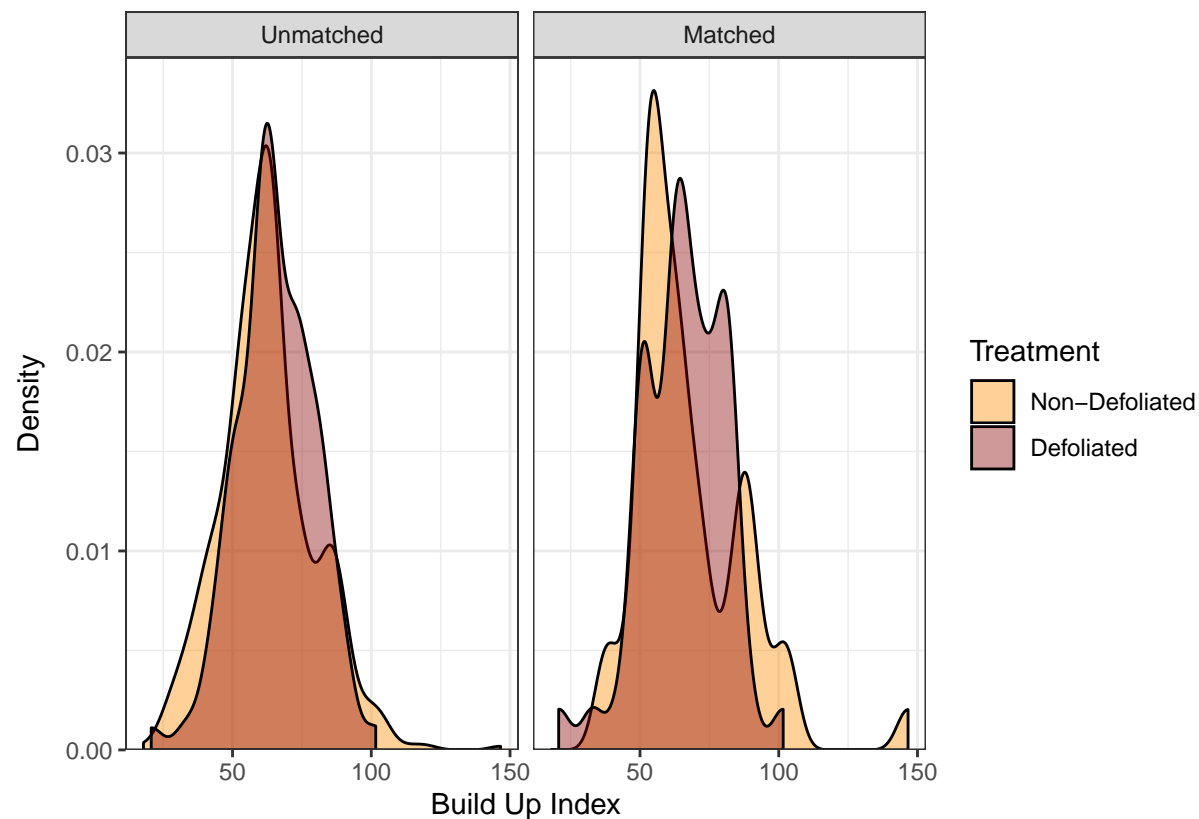 Unmatched
Matched
0.03
0.02
0.01
0.00
Density
50
100
150
50
100
150
Build Up Index
Treatment
Non−Defoliated
Defoliated